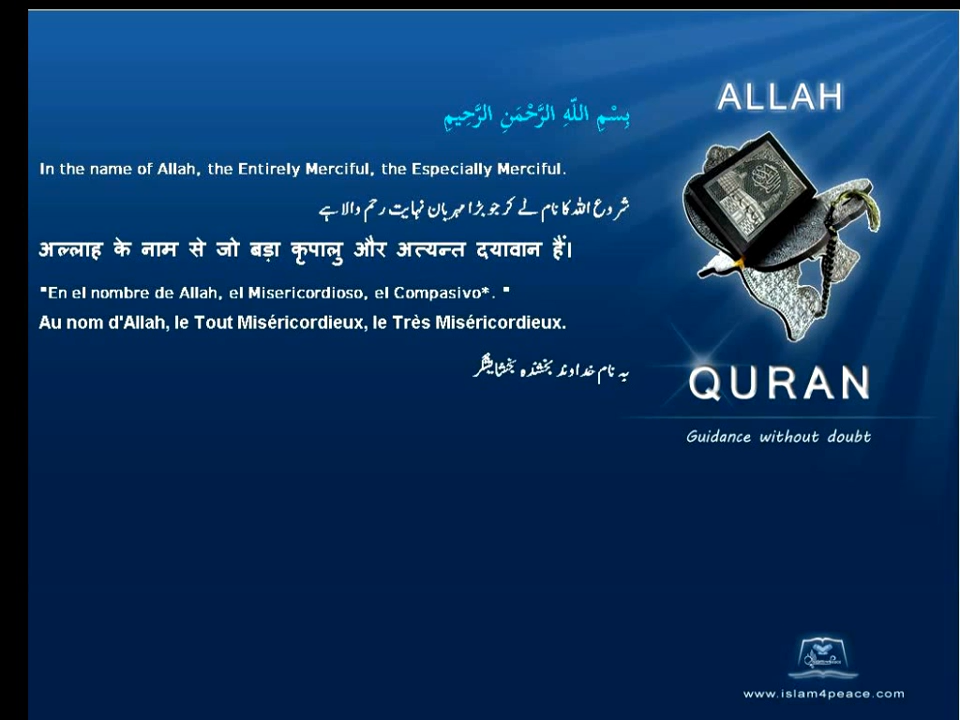 بِسْمِ اللّهِ الرَّحْمَنِ الرَّحِيمِ
In the name of Allah, the Entirely Merciful, the Especially Merciful.
شروع الله کا نام لے کر جو بڑا مہربان نہایت رحم والا ہے
अल्लाह के नाम से जो बड़ा कृपालु और अत्यन्त दयावान हैं।
"En el nombre de Allah, el Misericordioso, el Compasivo*. "
Au nom d'Allah, le Tout Miséricordieux, le Très Miséricordieux.
به نام خداوند بخشنده بخشایشگر
ALLAH
QURAN
Guidance without doubt
www.islam4peace.com